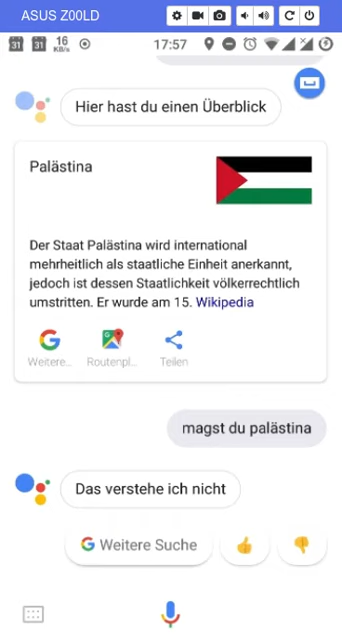 ASUS Z00LD
31 31 16 KB/s 17:57
Hier hast du einen Überblick
Palästina
Der Staat Palästina wird international
mehrheitlich als staatliche Einheit anerkannt,
jedoch ist dessen Staatlichkeit völkerrechtlich
umstritten. Er wurde am 15. Wikipedia
Weitere... Routenpl... Teilen
magst du palästina
Das verstehe ich nicht
G Weitere Suche